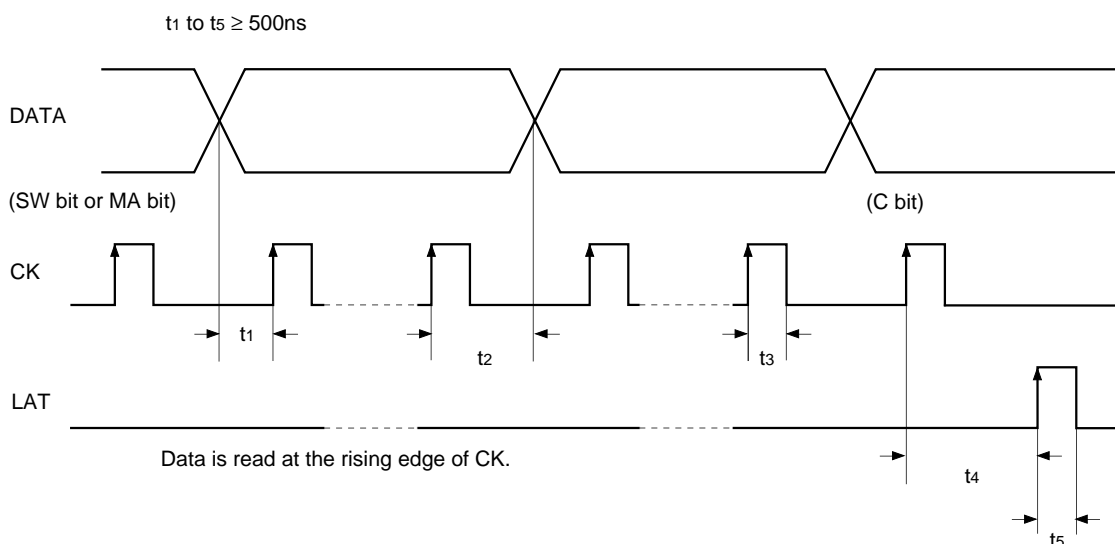 t1 to t5 ≥ 500ns
DATA
(SW bit or MA bit)
(C bit)
CK
t1
t2
t3
LAT
Data is read at the rising edge of CK.
t4
t5